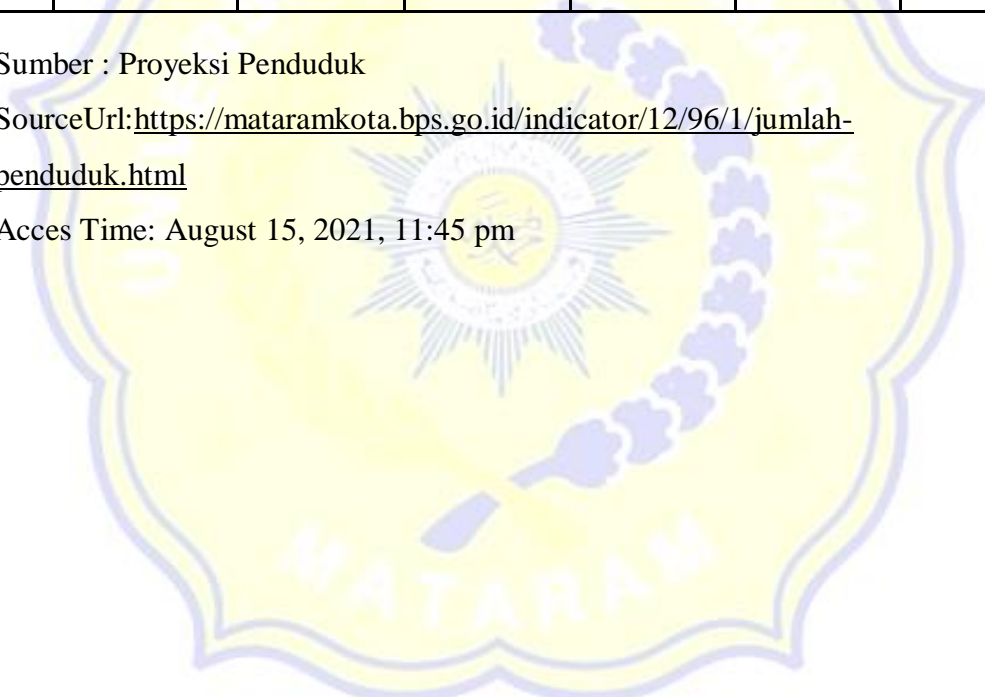 Sumber : Proyeksi Penduduk
SourceUrl:https://mataramkota.bps.go.id/indicator/12/96/1/jumlah-
penduduk.html
Acces Time: August 15, 2021, 11:45 pm
MATARAM